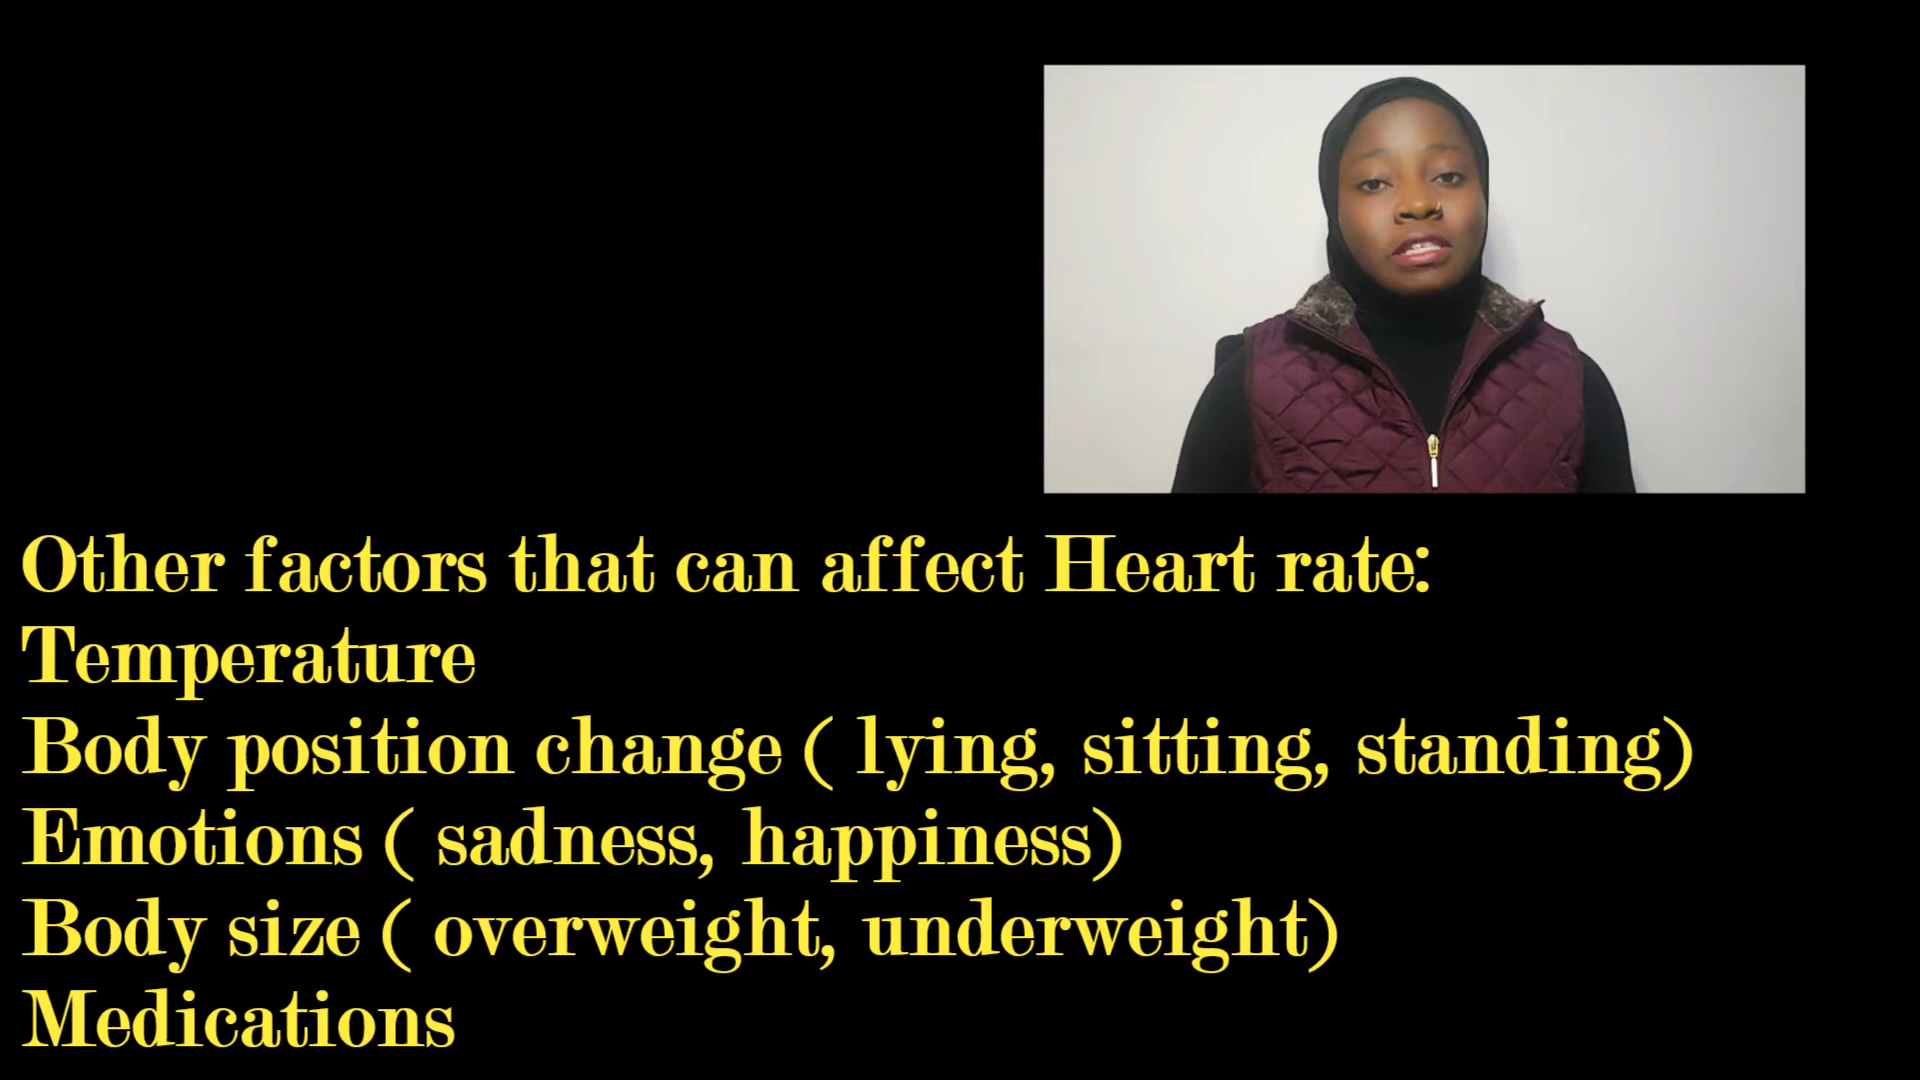 Other factors that can affect Heart rate:
Temperature
Body position change ( lying, sitting, standing)
Emotions ( sadness, happiness)
Body size ( overweight, underweight)
Medications